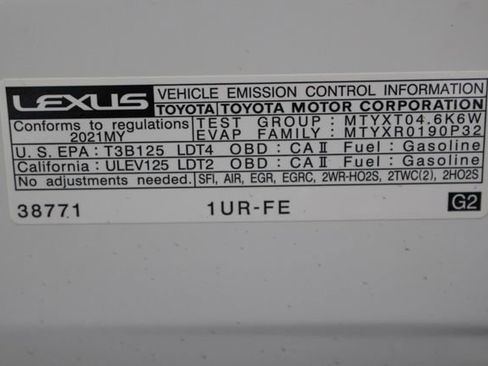 LEXUS VEHICLE EMISSION CONTROL INFORMATION
TOYOTA TOYOTA MOTOR CORPORATION
Conforms to regulations
2021MY
TEST GROUP : MTYXT04.6K6W
EVAP FAMILY : MTYXR0190P32
U.S. EPA : T3B125 LDT4 OBD : CA II Fuel : Gasoline
California : ULEV125 LDT2 OBD : CA II Fuel : Gasoline
No adjustments needed. SFI, AIR, EGR, EGRC, 2WR-HO2S, 2TWC(2), 2HO2S
38771 1UR-FE G2